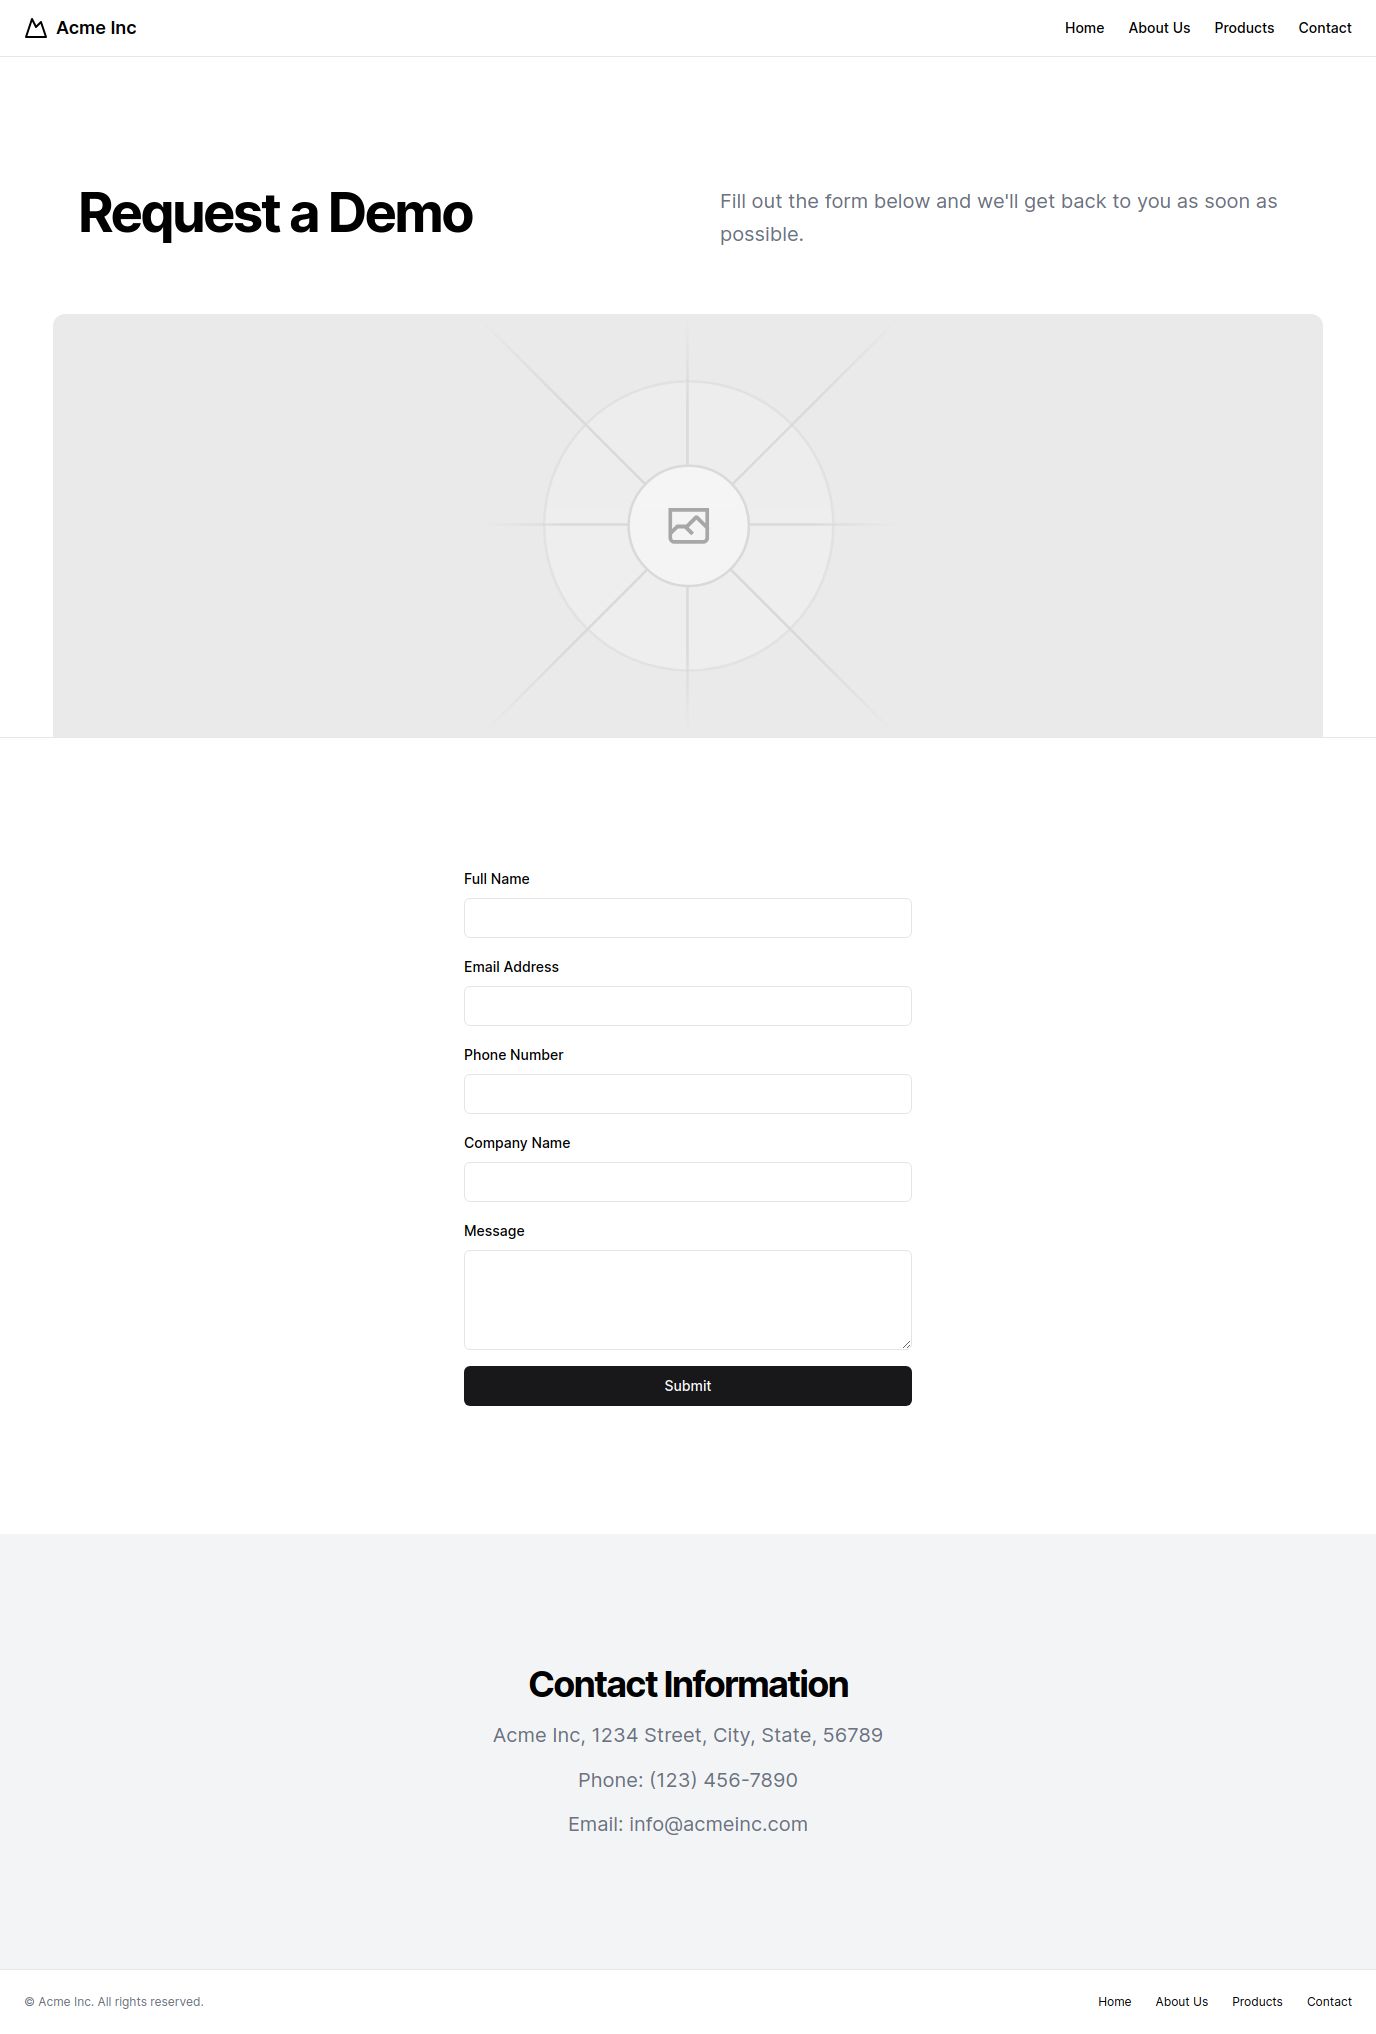 Acme Inc
Home About Us Products Contact
Request a Demo
Fill out the form below and we'll get back to you as soon as
possible.
Full Name
Email Address
Phone Number
Company Name
Message
Submit
Contact Information
Acme Inc, 1234 Street, City, State, 56789
Phone: (123) 456-7890
Email: info@acmeinc.com
© Acme Inc. All rights reserved.
Home About Us Products Contact